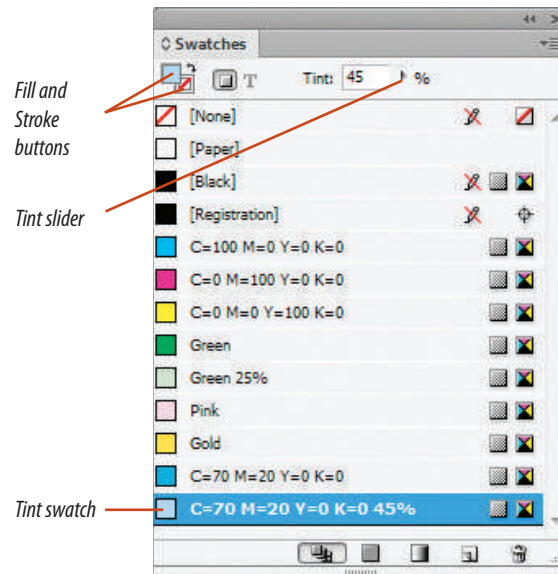 Swatches
Fill and
Stroke
buttons
T Tint: 45 %
[None]
[Paper]
[Black]
Tint slider
[Registration]
C=100 M=0 Y=0 K=0
C=0 M=100 Y=0 K=0
C=0 M=0 Y=100 K=0
Green
Green 25%
Pink
Gold
C=70 M=20 Y=0 K=0
Tint swatch
C=70 M=20 Y=0 K=0 45%